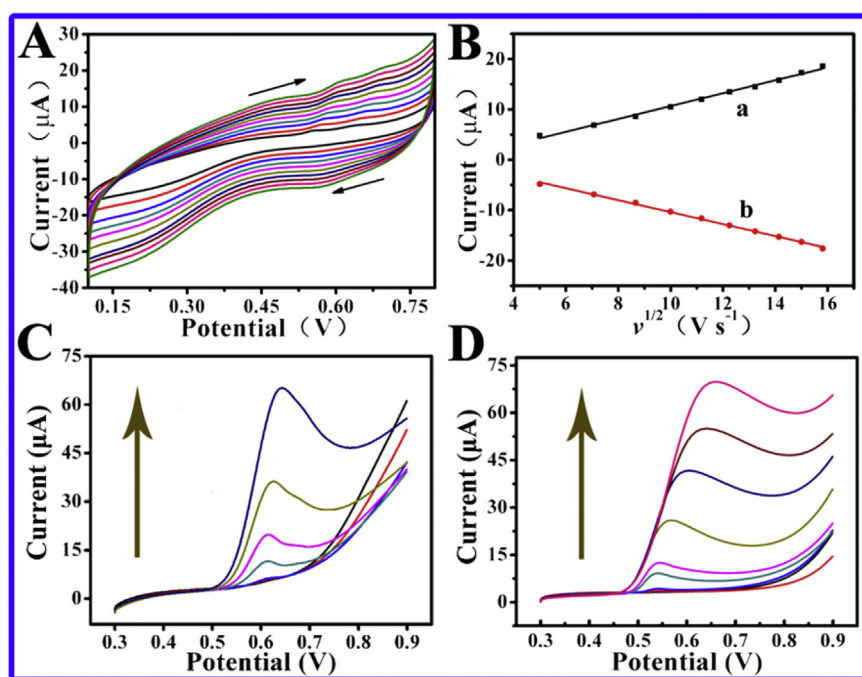 A
30
20
10
0
-10
-20
-30
-40
0.15 0.30 0.45 0.60 0.75
Current (μA)
Potential (V)
B
20
10
0
-10
-20
4 6 8 10 12 14 16
Current (μA)
a
b
v1/2 (V s-1)
C
75
60
45
30
15
0
0.3 0.4 0.5 0.6 0.7 0.8 0.9
Current (μA)
Potential (V)
D
75
60
45
30
15
0
0.3 0.4 0.5 0.6 0.7 0.8 0.9
Current (μA)
Potential (V)